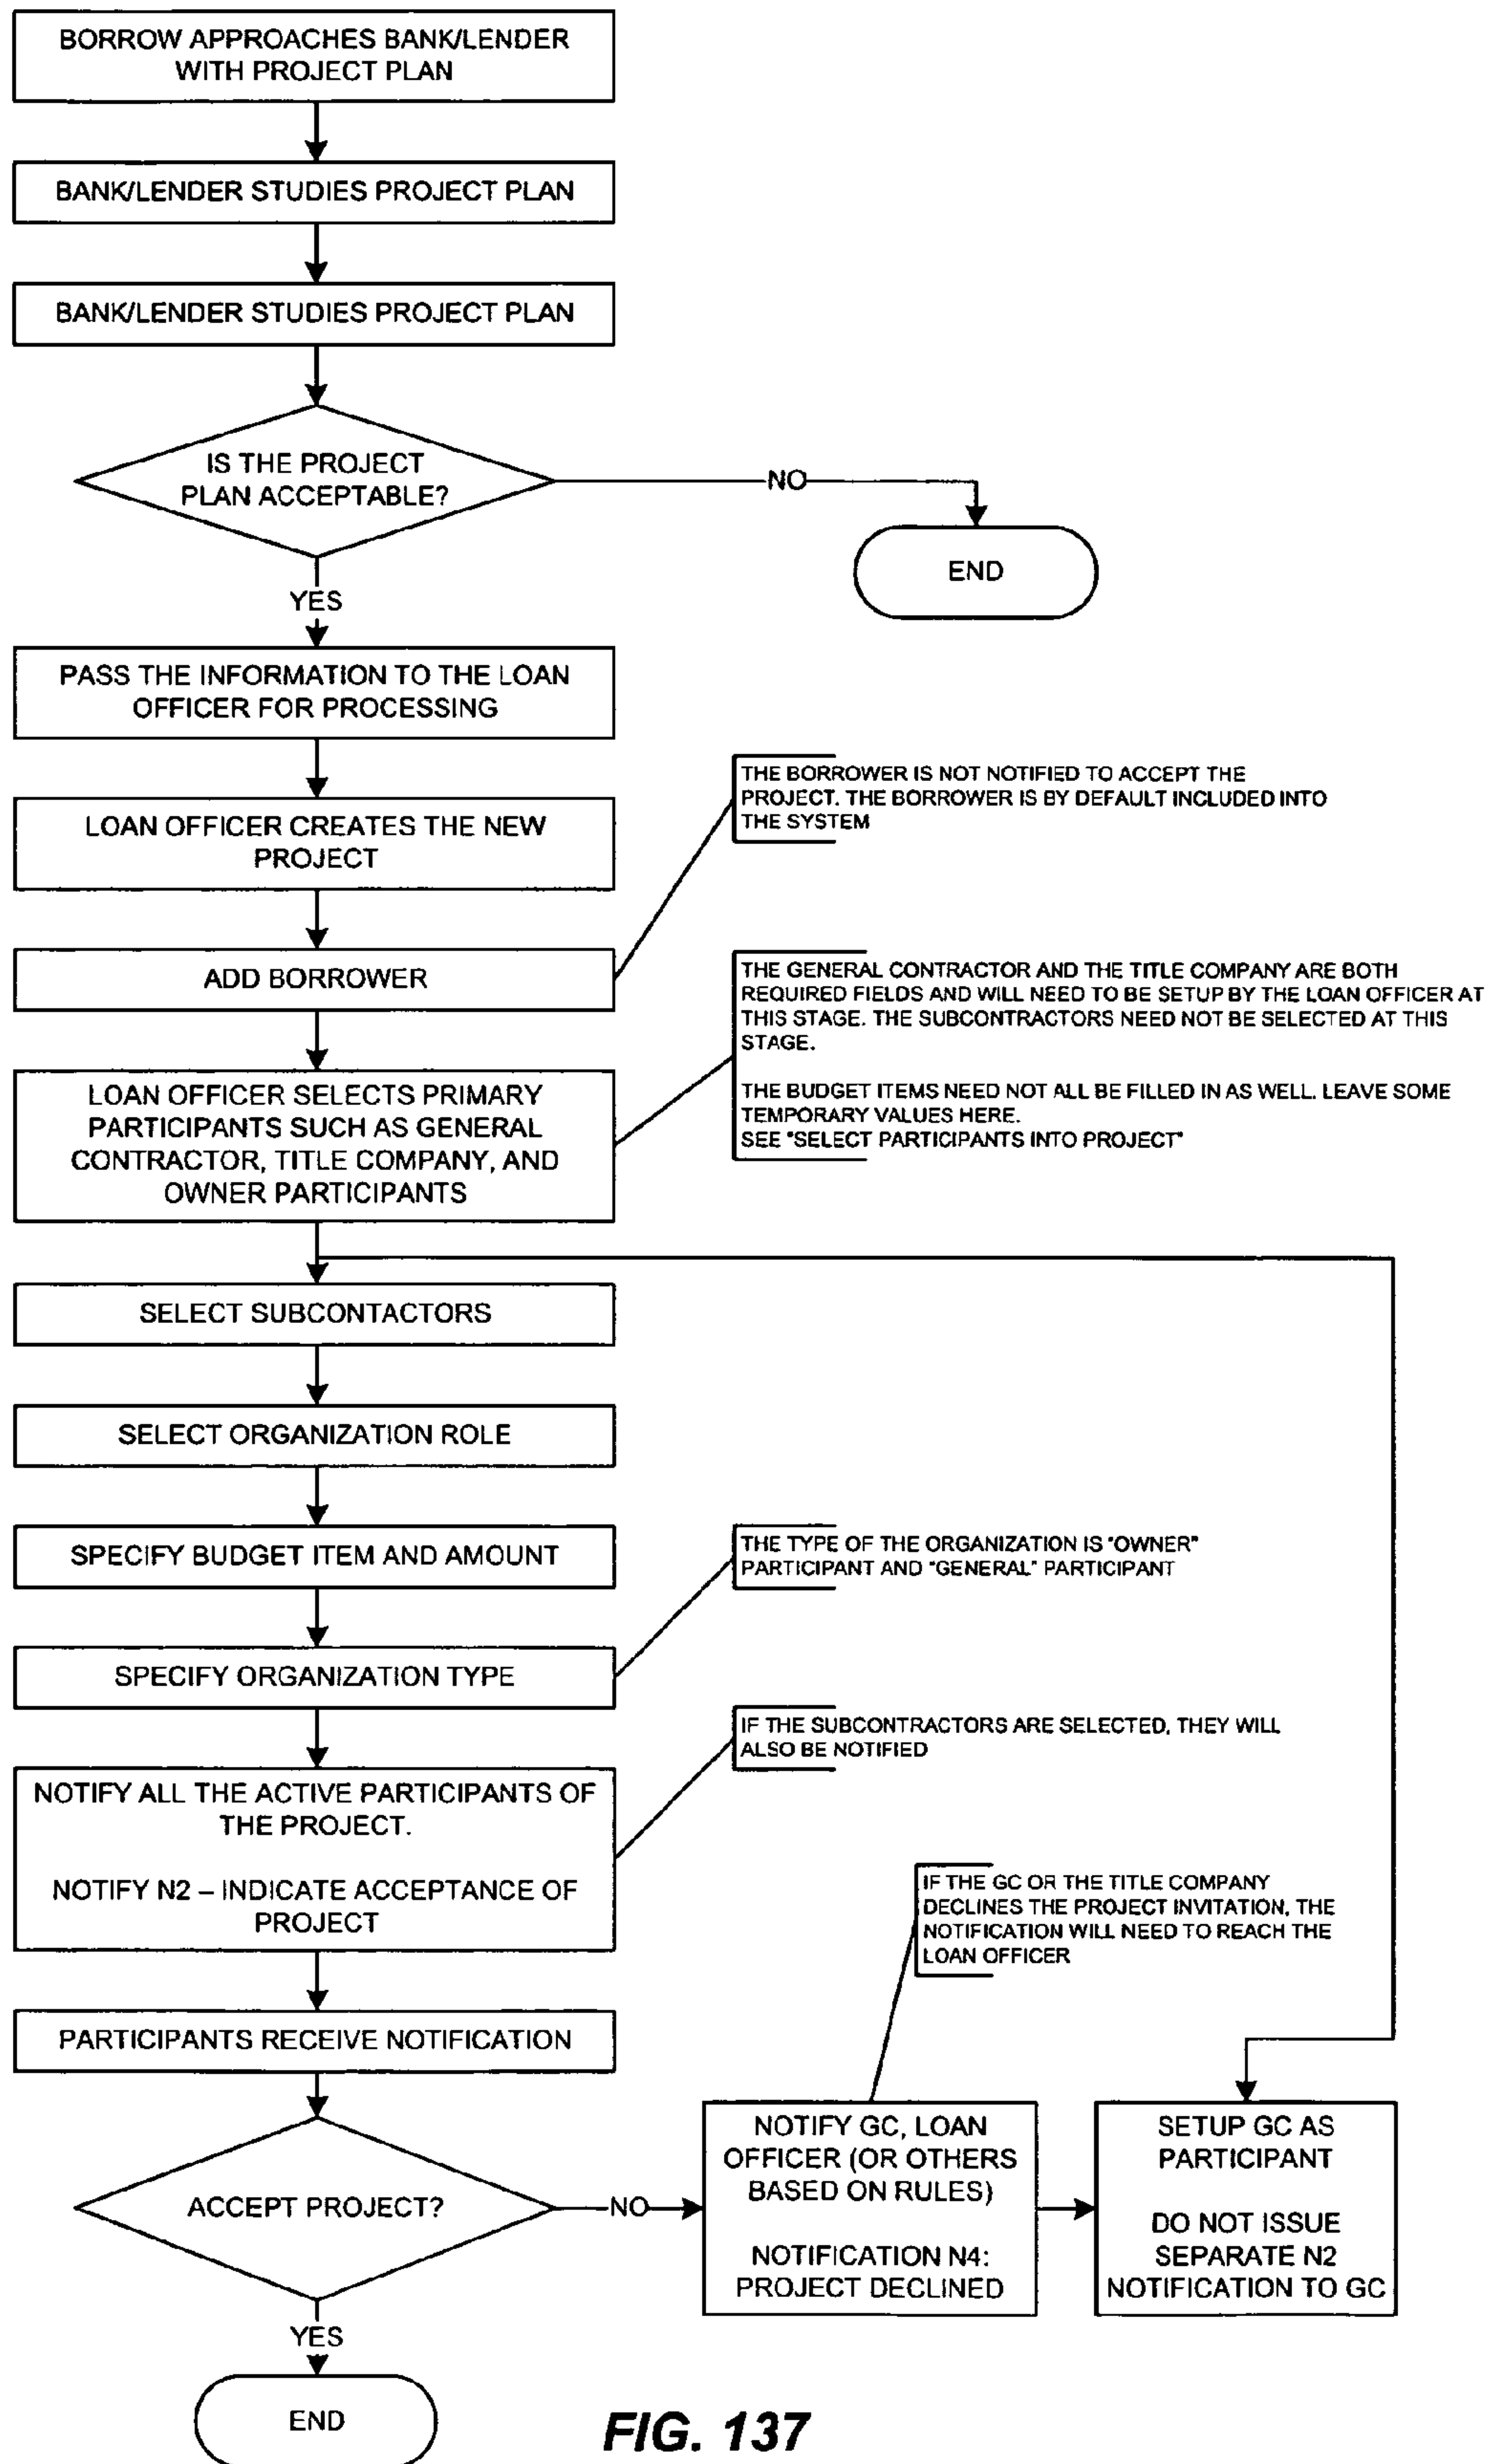 BORROW APPROACHES BANK/LENDER
WITH PROJECT PLAN
BANK/LENDER STUDIES PROJECT PLAN
BANK/LENDER STUDIES PROJECT PLAN
IS THE PROJECT
PLAN ACCEPTABLE?
NO
END
YES
PASS THE INFORMATION TO THE LOAN
OFFICER FOR PROCESSING
LOAN OFFICER CREATES THE NEW
PROJECT
THE BORROWER IS NOT NOTIFIED TO ACCEPT THE
PROJECT. THE BORROWER IS BY DEFAULT INCLUDED INTO
THE SYSTEM
ADD BORROWER
THE GENERAL CONTRACTOR AND THE TITLE COMPANY ARE BOTH
REQUIRED FIELDS AND WILL NEED TO BE SETUP BY THE LOAN OFFICER AT
THIS STAGE. THE SUBCONTRACTORS NEED NOT BE SELECTED AT THIS
STAGE.
THE BUDGET ITEMS NEED NOT ALL BE FILLED IN AS WELL. LEAVE SOME
TEMPORARY VALUES HERE.
SEE "SELECT PARTICIPANTS INTO PROJECT"
LOAN OFFICER SELECTS PRIMARY
PARTICIPANTS SUCH AS GENERAL
CONTRACTOR, TITLE COMPANY, AND
OWNER PARTICIPANTS
SELECT SUBCONTACTORS
SELECT ORGANIZATION ROLE
SPECIFY BUDGET ITEM AND AMOUNT
THE TYPE OF THE ORGANIZATION IS "OWNER"
PARTICIPANT AND "GENERAL" PARTICIPANT
SPECIFY ORGANIZATION TYPE
IF THE SUBCONTRACTORS ARE SELECTED, THEY WILL
ALSO BE NOTIFIED
NOTIFY ALL THE ACTIVE PARTICIPANTS OF
THE PROJECT.
NOTIFY N2 – INDICATE ACCEPTANCE OF
PROJECT
IF THE GC OR THE TITLE COMPANY
DECLINES THE PROJECT INVITATION, THE
NOTIFICATION WILL NEED TO REACH THE
LOAN OFFICER
PARTICIPANTS RECEIVE NOTIFICATION
ACCEPT PROJECT?
NO
NOTIFY GC, LOAN
OFFICER (OR OTHERS
BASED ON RULES)
NOTIFICATION N4:
PROJECT DECLINED
SETUP GC AS
PARTICIPANT
DO NOT ISSUE
SEPARATE N2
NOTIFICATION TO GC
YES
END
FIG. 137